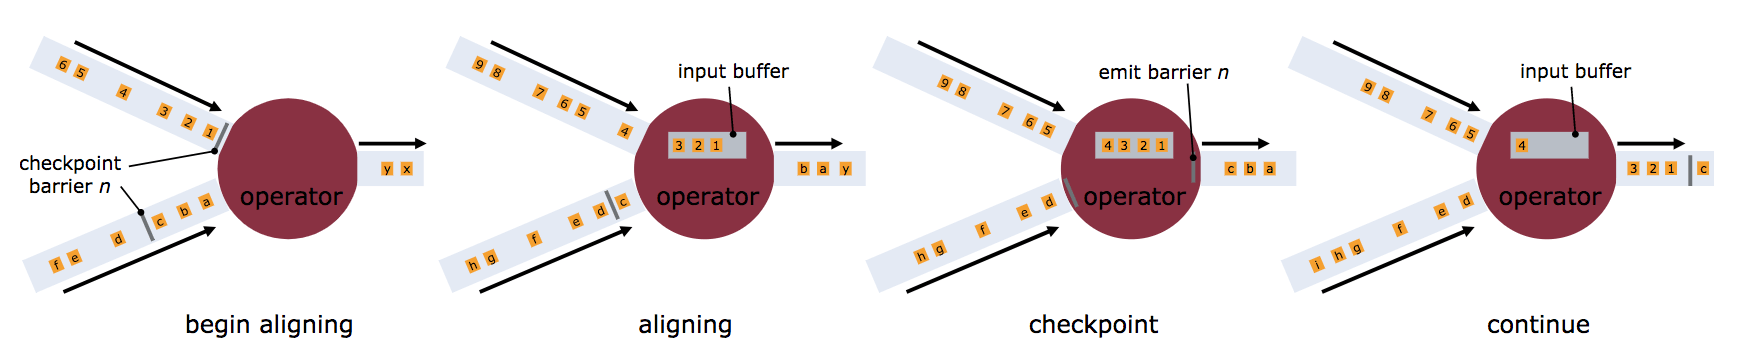 6 5 4 3 2 1
checkpoint
barrier n
f e d c b a
operator
y x
begin aligning
9 8 7 6 5 4
input buffer
3 2 1
h g f e d c
operator
b a y
aligning
9 8 7 6 5
emit barrier n
4 3 2 1
h g f e d
operator
c b a
checkpoint
9 8 7 6 5
input buffer
4
i h g f e d
operator
3 2 1 c
continue